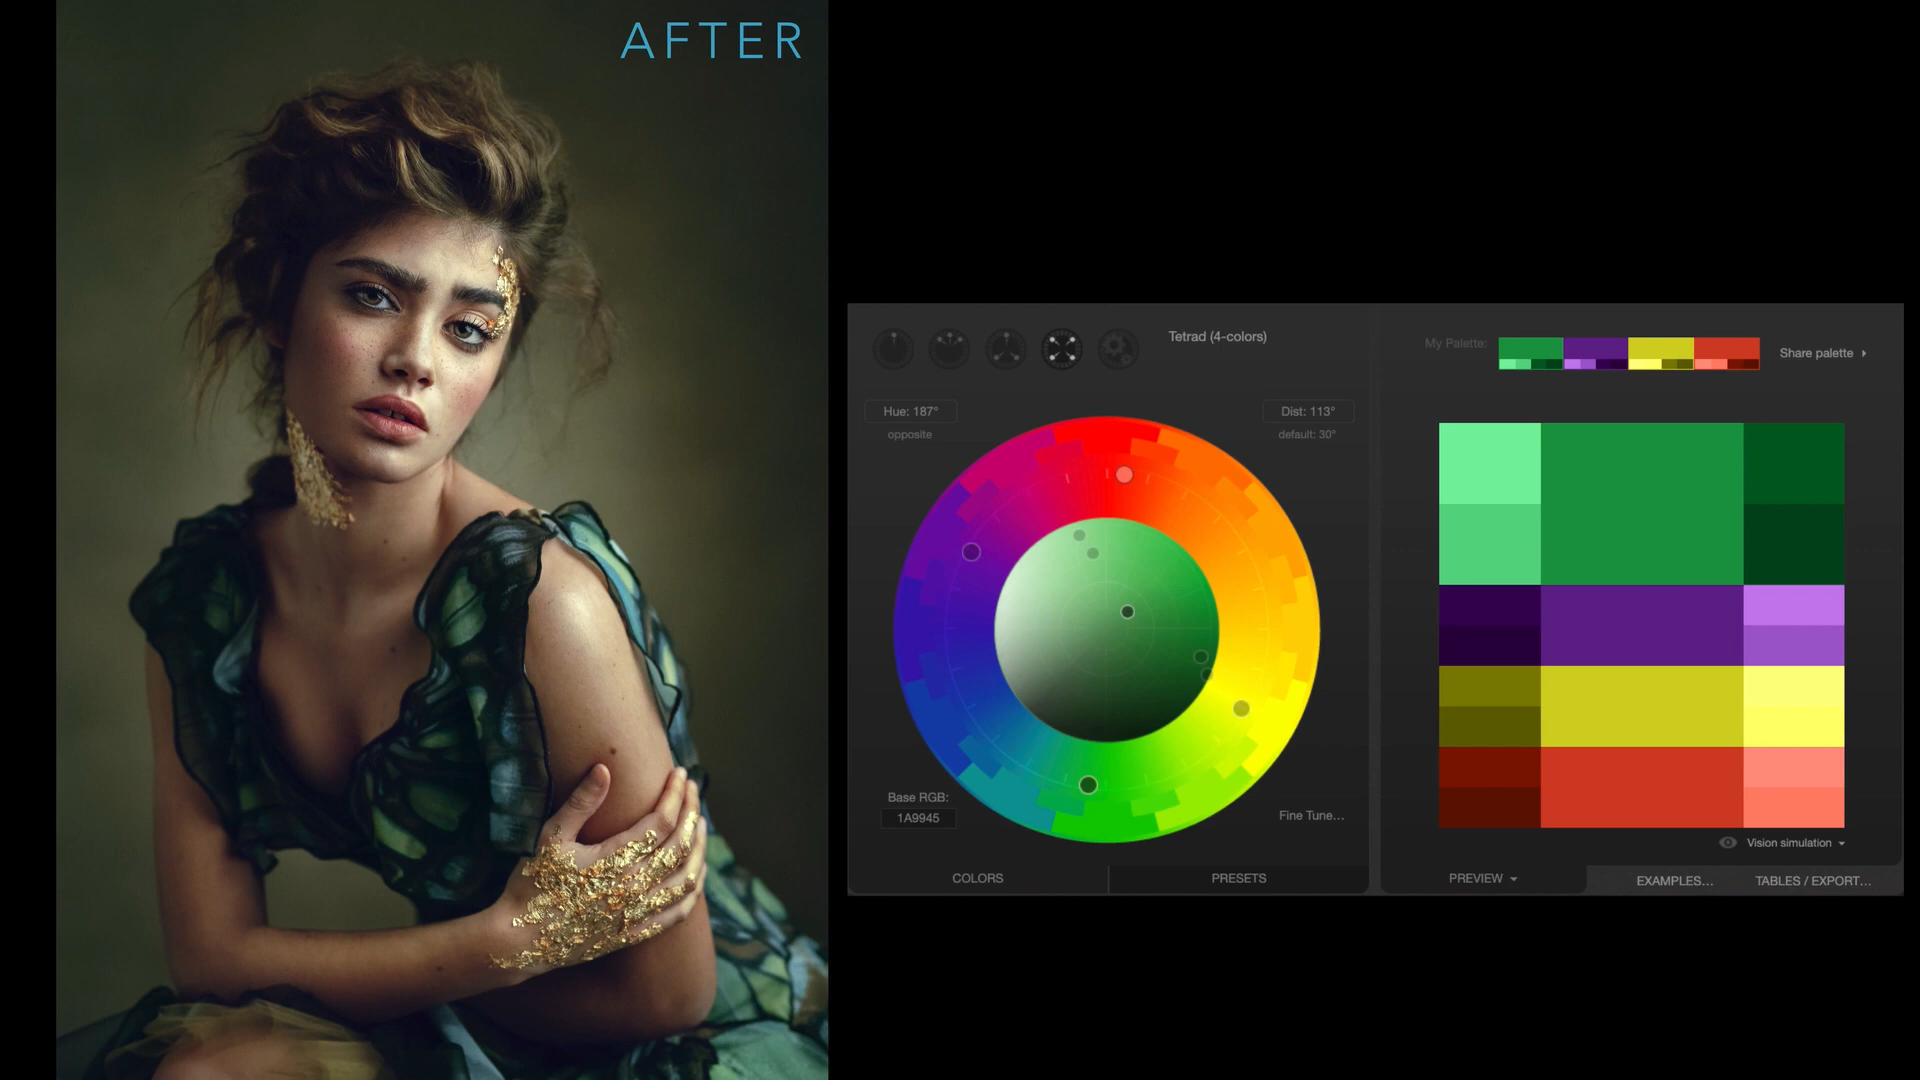 AFTER
Tetrad (4-colors)
Hue: 187°
opposite
Dist: 113°
default: 30°
Base RGB:
1A9945
Fine Tune...
COLORS
PRESETS
My Palette:
Share palette
Vision simulation
PREVIEW
EXAMPLES...
TABLES / EXPORT...